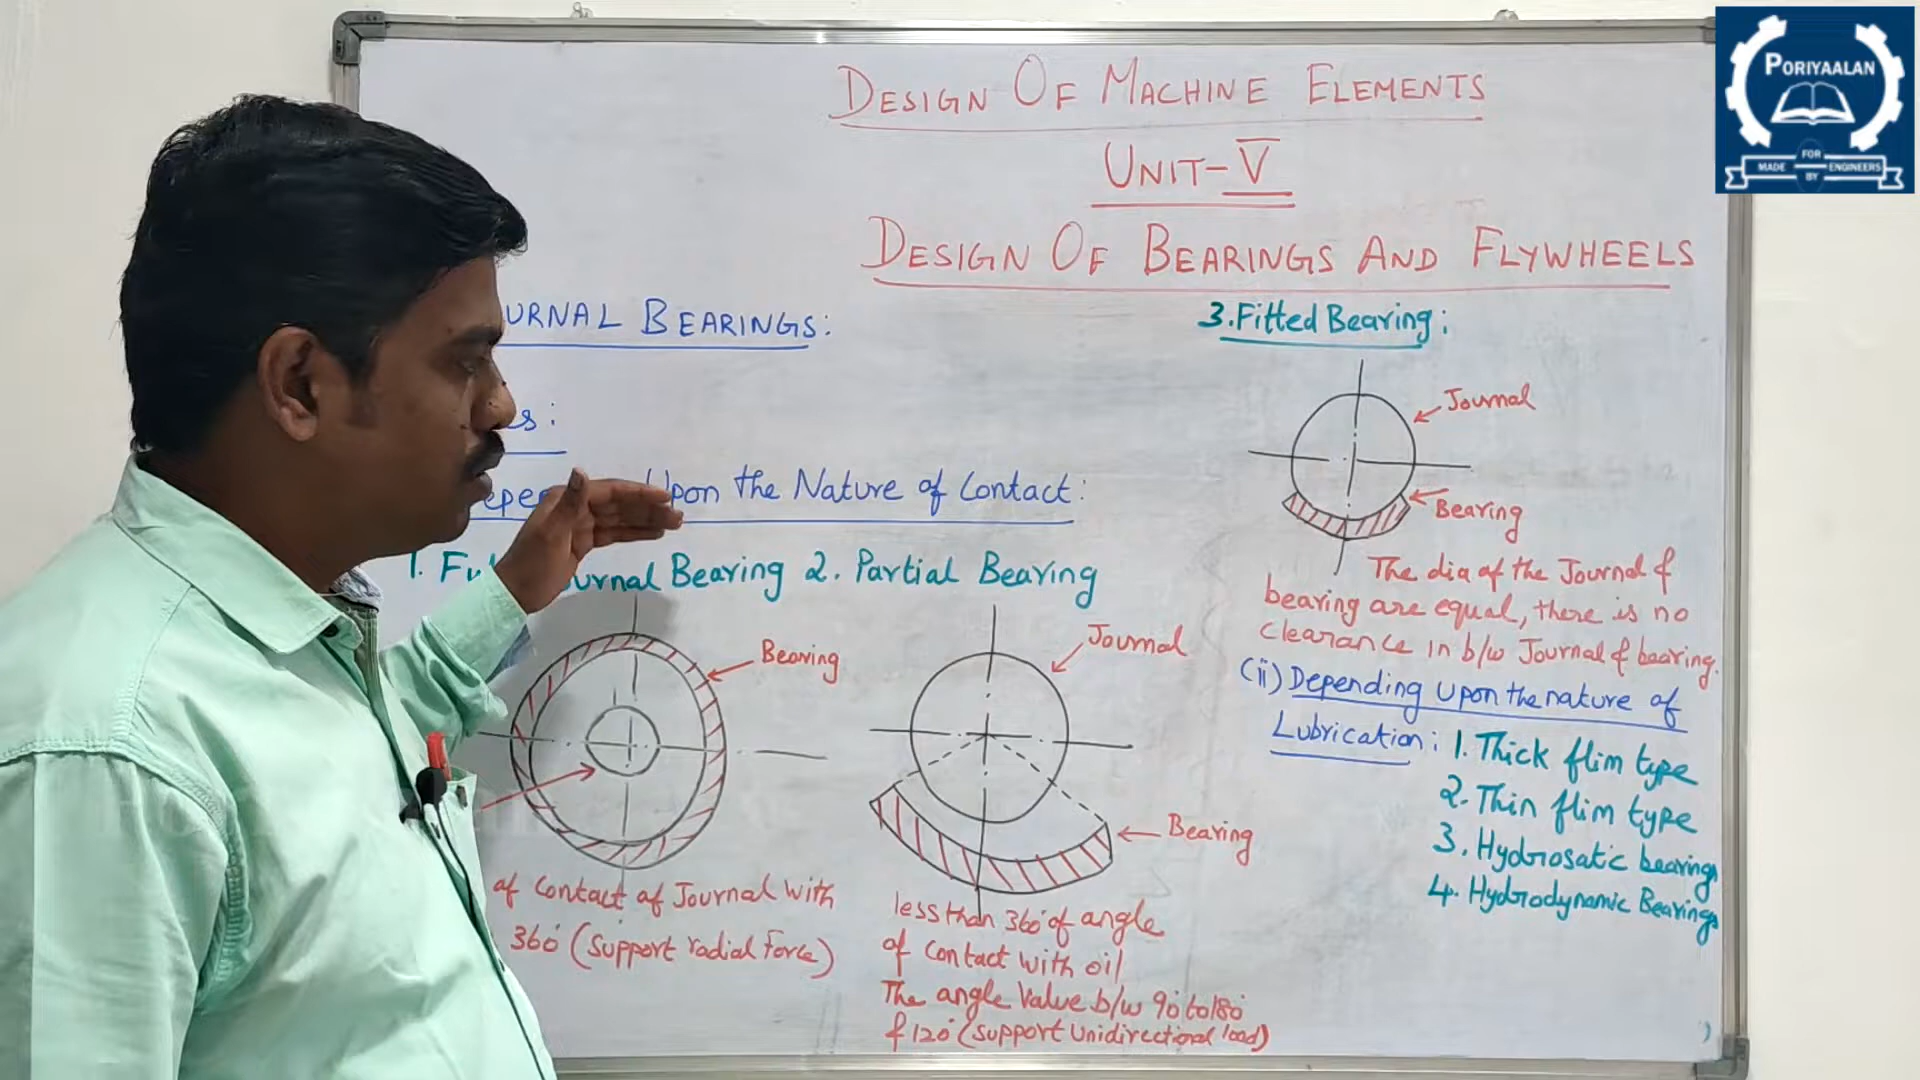 DESIGN OF MACHINE ELEMENTS
UNIT-V
DESIGN OF BEARINGS AND FLYWHEELS
URNAL BEARINGS:
es:
epe Upon the Nature of Contact:
1. Fu urnal Bearing 2. Partial Bearing
Bearing
of Contact of Journal with
360° (Support radial Force)
Journal
Bearing
less than 360° of angle
of contact with oil
The angle Value b/w 90° to 180°
& 120° (Support Unidirectional load)
3. Fitted Bearing:
Journal
Bearing
The dia of the Journal &
bearing are equal, there is no
clearance in b/w Journal & bearing.
(ii) Depending upon the nature of
Lubrication: 1. Thick flim type
2. Thin flim type
3. Hydrosatic bearings
4. Hydrodynamic Bearings
PORIYAALAN
MADE FOR ENGINEERS
BY